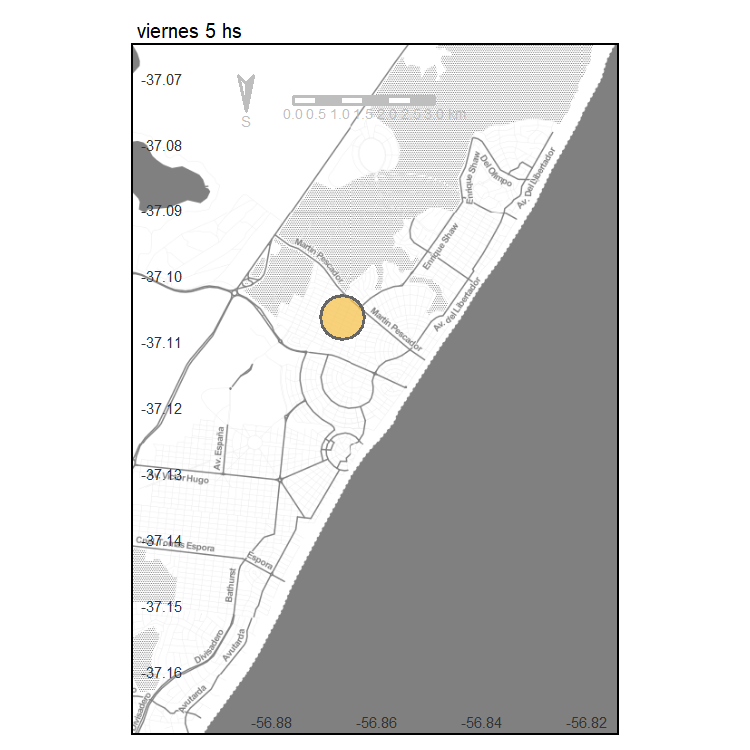 viernes 5 hs
-37.07
0.0 0.5 1.0 1.5 2.0 2.5 3.0 km
S
-37.08
Enrique Shaw
Del Olimpo
Av. Del Libertador
-37.09
Martín Pescador
Enrique Shaw
-37.10
Av. del Libertador
Martín Pescador
-37.11
-37.12
Av. España
-37.13
Hugo
-37.14
Espora
Espora
Bathurst
-37.15
Divisadero
Avutarda
-37.16
Avutarda
Divisadero
-56.88 -56.86 -56.84 -56.82